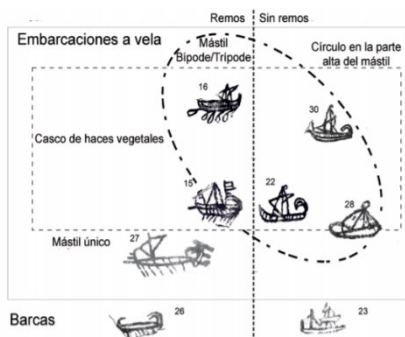 Remos
Sin remos
Embarcaciones a vela
Mástil
Bípode/Trípode
Círculo en la parte
alta del mástil
16
30
Casco de haces vegetales
15
22
28
Mástil único
27
Barcas
26
23